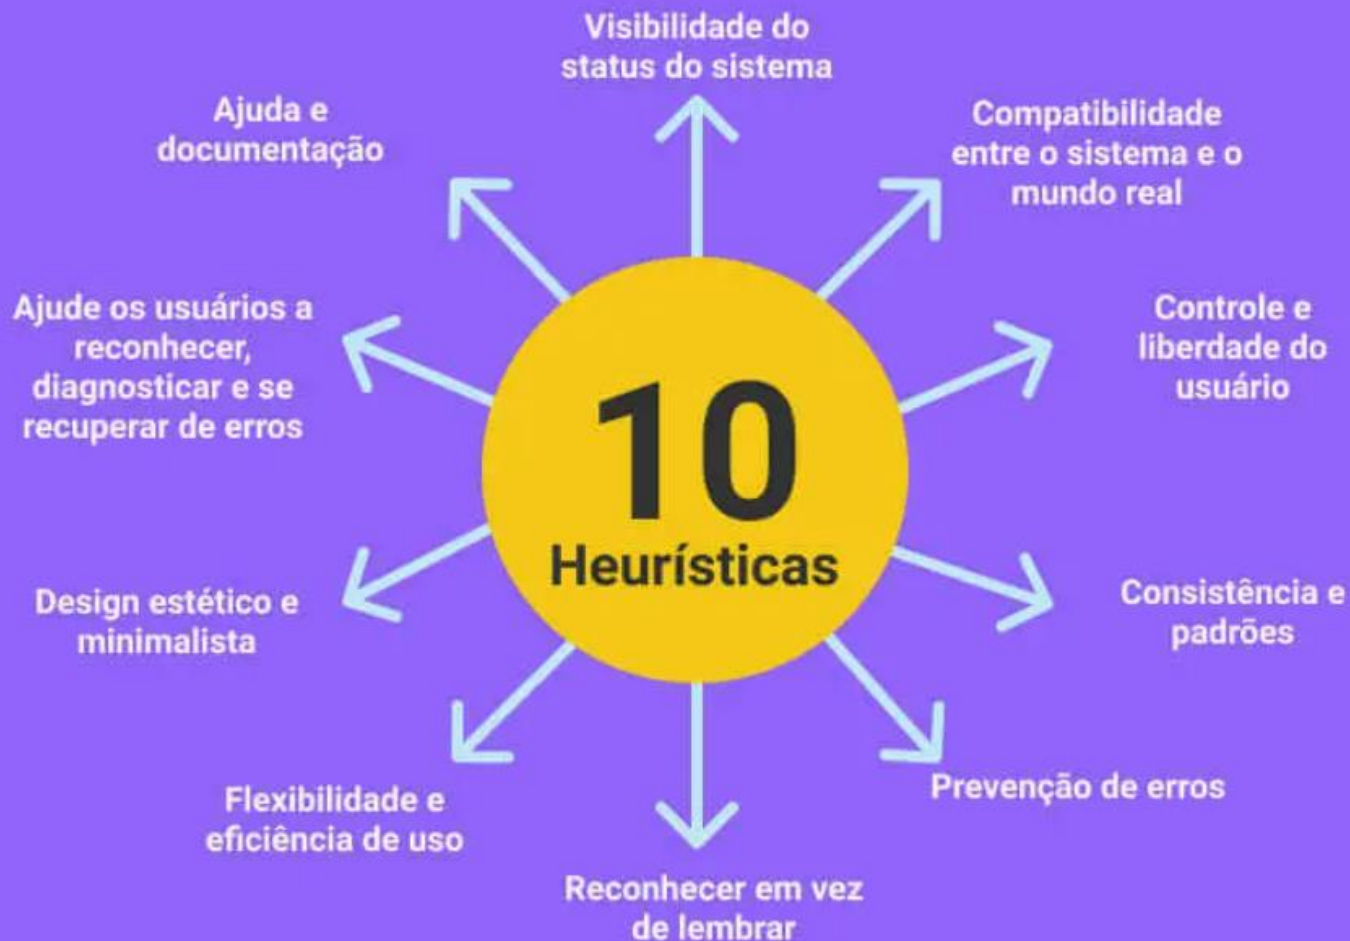 Visibilidade do
status do sistema
Compatibilidade
entre o sistema e o
mundo real
Controle e
liberdade do
usuário
Consistência e
padrões
Prevenção de erros
Reconhecer em vez
de lembrar
Flexibilidade e
eficiência de uso
Design estético e
minimalista
Ajude os usuários a
reconhecer,
diagnosticar e se
recuperar de erros
Ajuda e
documentação
10
Heurísticas